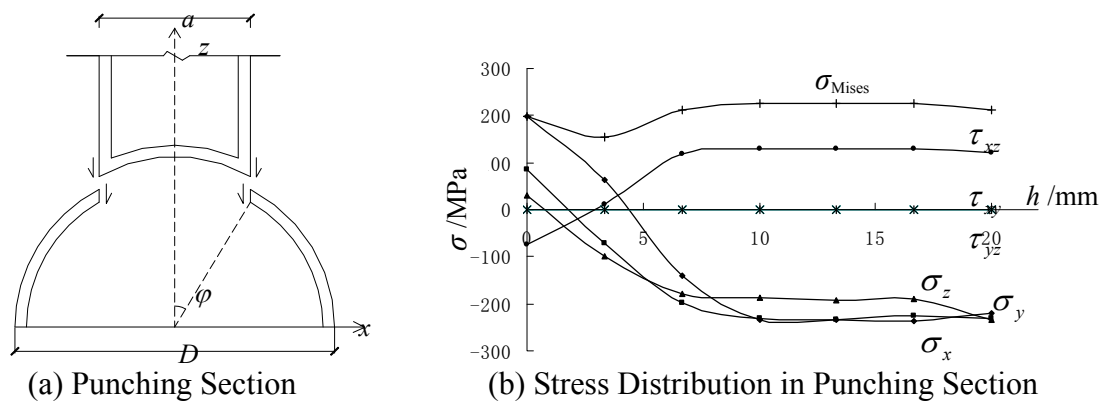 a
z
φ
x
D
(a) Punching Section
300
200
00
0
-100
-200
-300
σ /MPa
0
5
10
15
20
h /mm
σMises
τxz
τxy
τyz
σz
σy
σx
(b) Stress Distribution in Punching Section